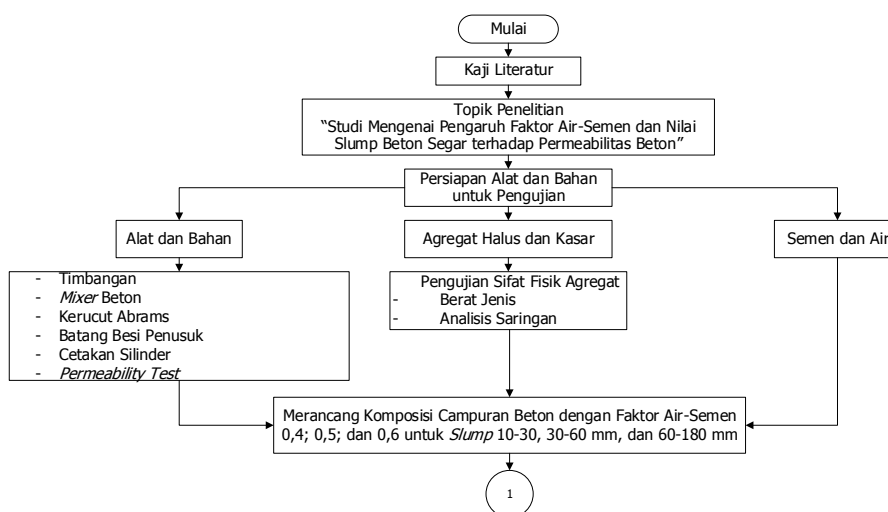 Mulai
Kaji Literatur
Topik Penelitian
“Studi Mengenai Pengaruh Faktor Air-Semen dan Nilai
Slump Beton Segar terhadap Permeabilitas Beton”
Persiapan Alat dan Bahan
untuk Pengujian
Alat dan Bahan
Agregat Halus dan Kasar
Semen dan Air
- Timbangan
- Mixer Beton
- Kerucut Abrams
- Batang Besi Penusuk
- Cetakan Silinder
- Permeability Test
Pengujian Sifat Fisik Agregat
- Berat Jenis
- Analisis Saringan
Merancang Komposisi Campuran Beton dengan Faktor Air-Semen
0,4; 0,5; dan 0,6 untuk Slump 10-30, 30-60 mm, dan 60-180 mm
1